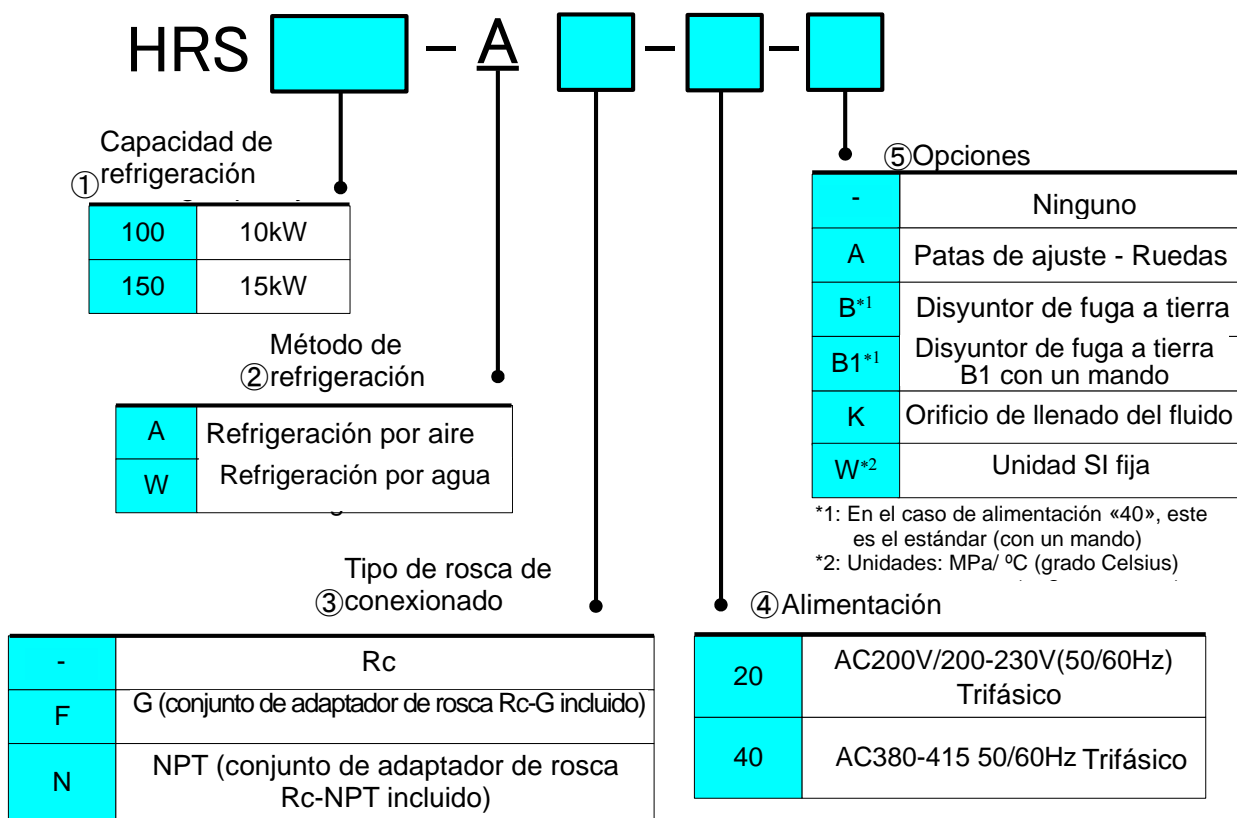 HRS - A - -
Capacidad de
①refrigeración
100 10kW
150 15kW
Método de
②refrigeración
A Refrigeración por aire
W Refrigeración por agua
Tipo de rosca de
③conexionado
- Rc
F G (conjunto de adaptador de rosca Rc-G incluido)
N NPT (conjunto de adaptador de rosca
Rc-NPT incluido)
④Alimentación
20 AC200V/200-230V(50/60Hz)
Trifásico
40 AC380-415 50/60Hz Trifásico
⑤Opciones
- Ninguno
A Patas de ajuste - Ruedas
B*1 Disyuntor de fuga a tierra
B1*1 Disyuntor de fuga a tierra
B1 con un mando
K Orificio de llenado del fluido
W*2 Unidad SI fija
*1: En el caso de alimentación «40», este
es el estándar (con un mando)
*2: Unidades: MPa/ ºC (grado Celsius)